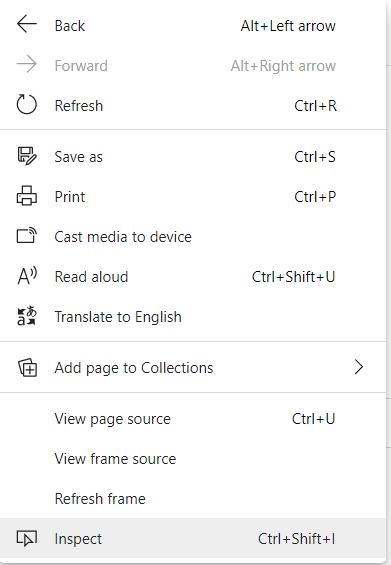 Back Alt+Left arrow
Forward Alt+Right arrow
Refresh Ctrl+R
Save as Ctrl+S
Print Ctrl+P
Cast media to device
Read aloud Ctrl+Shift+U
Translate to English
Add page to Collections
View page source Ctrl+U
View frame source
Refresh frame
Inspect Ctrl+Shift+I